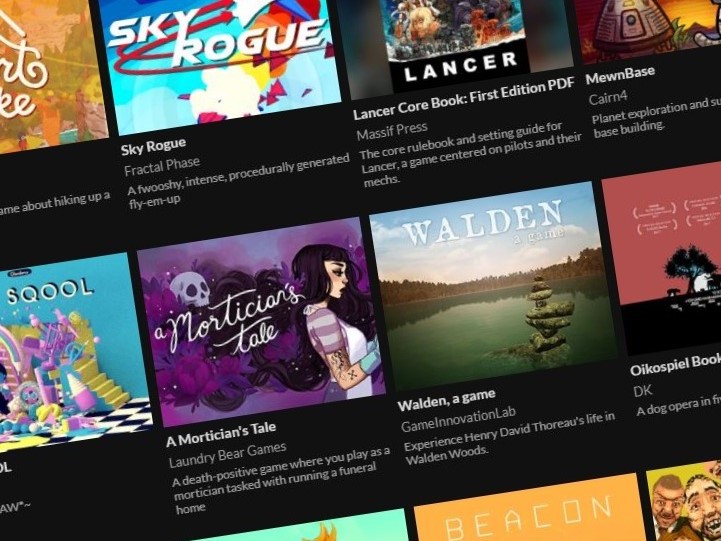 SKY
ROGUE
LANCER
Sky Rogue
Fractal Phase
A fwooshy, intense, procedurally generated
fly-em-up
Lancer Core Book: First Edition PDF
Massif Press
The core rulebook and setting guide for
Lancer, a game centered on pilots and their
mechs.
MewnBase
Cairn4
Planet exploration and
base building.
ame about hiking up a
SQOOL
a Mortician's
tale
WALDEN
a game
A Mortician's Tale
Laundry Bear Games
A death-positive game where you play as a
mortician tasked with running a funeral
home
Walden, a game
GameInnovationLab
Experience Henry David Thoreau's life in
Walden Woods.
Oikospiel Book
DK
A dog opera in
OL
AW*~
BEACON